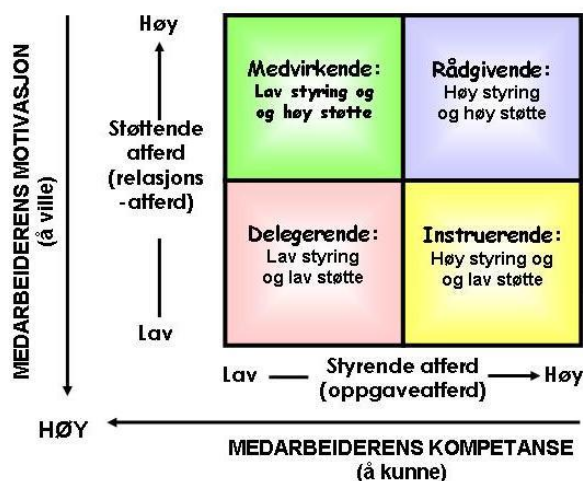 MEDARBEIDERENS MOTIVASJON
(å ville)
HØY
Høy
Støttende
atferd
(relasjons
-atferd)
Lav
Medvirkende:
Lav styring og
og høy støtte
Rådgivende:
Høy styring
og høy støtte
Delegerende:
Lav styring
og lav støtte
Instruerende:
Høy styring og
og lav støtte
Lav
Styrende atferd
(oppgaveatferd)
Høy
MEDARBEIDERENS KOMPETANSE
(å kunne)